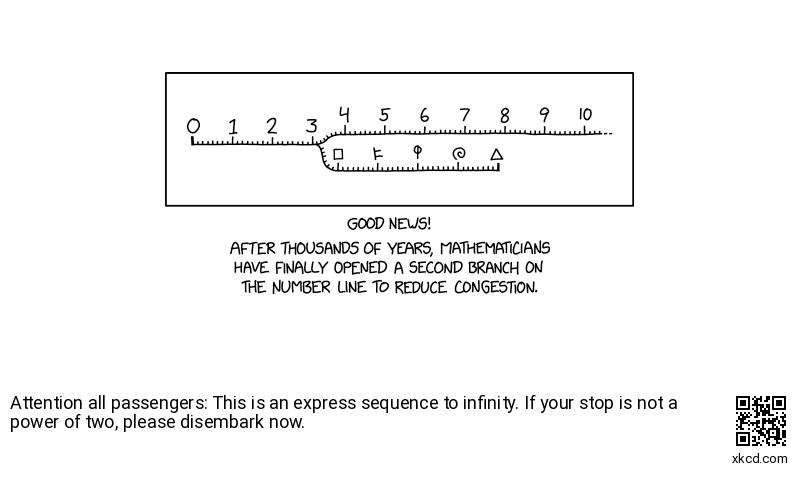 0 1 2 3 4 5 6 7 8 9 10
GOOD NEWS!
AFTER THOUSANDS OF YEARS, MATHEMATICIANS
HAVE FINALLY OPENED A SECOND BRANCH ON
THE NUMBER LINE TO REDUCE CONGESTION.
Attention all passengers: This is an express sequence to infinity. If your stop is not a
power of two, please disembark now.
xkcd.com